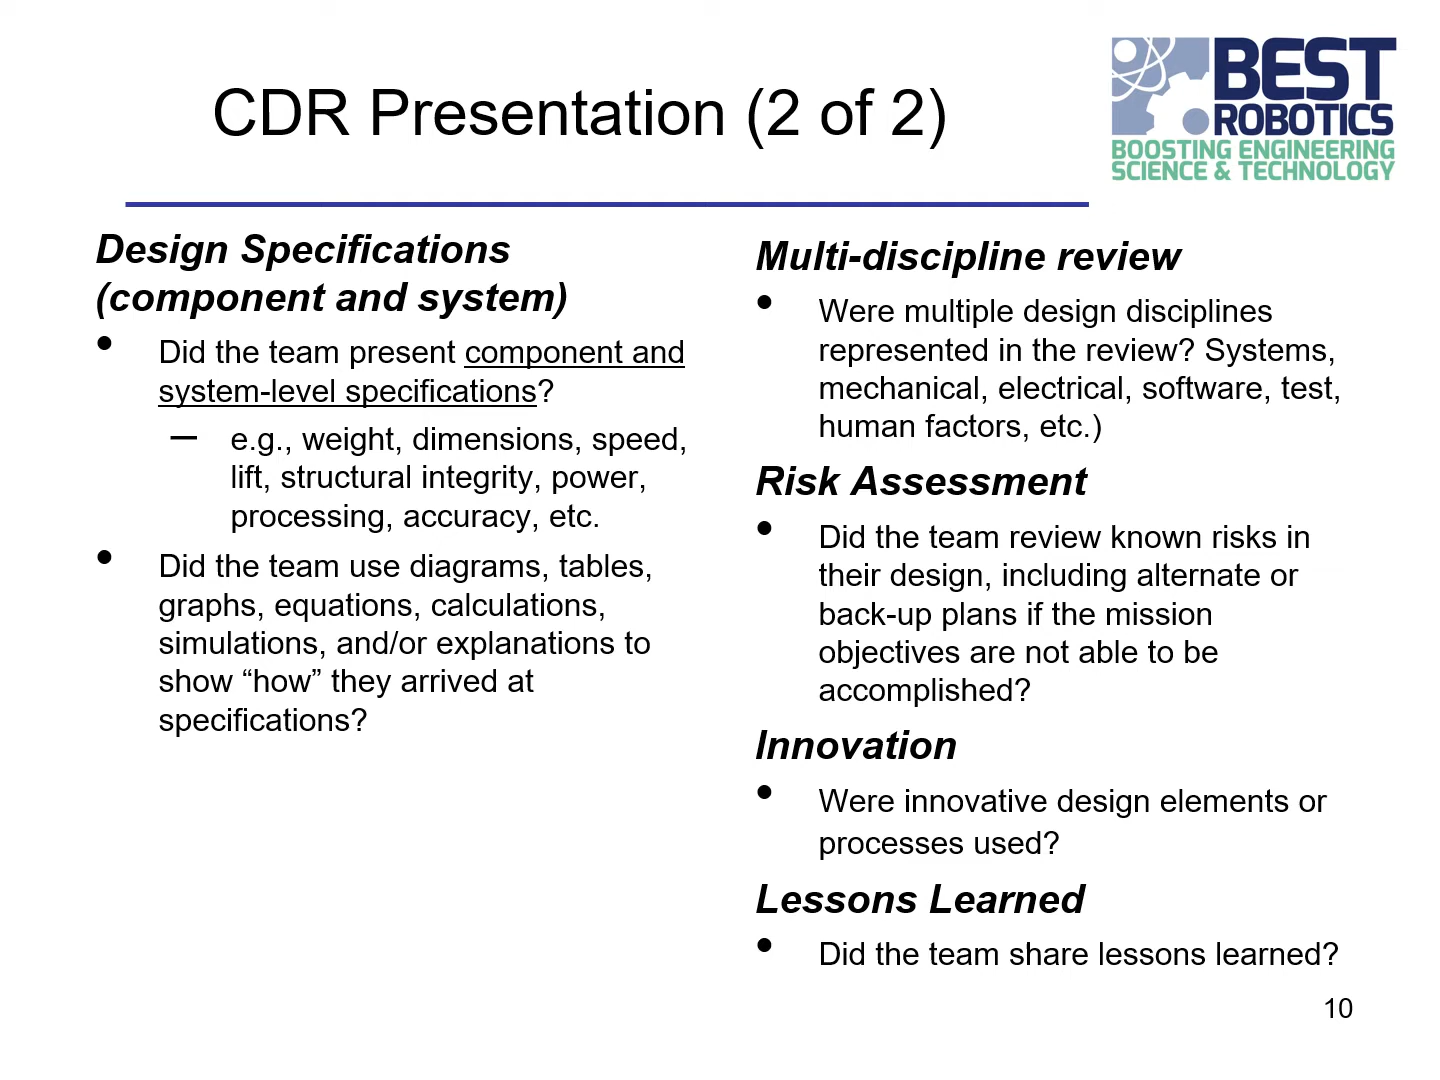 CDR Presentation (2 of 2)
BEST
ROBOTICS
BOOSTING ENGINEERING
SCIENCE & TECHNOLOGY
Design Specifications
(component and system)
• Did the team present component and
system-level specifications?
– e.g., weight, dimensions, speed,
lift, structural integrity, power,
processing, accuracy, etc.
• Did the team use diagrams, tables,
graphs, equations, calculations,
simulations, and/or explanations to
show “how” they arrived at
specifications?
Multi-discipline review
• Were multiple design disciplines
represented in the review? Systems,
mechanical, electrical, software, test,
human factors, etc.)
Risk Assessment
• Did the team review known risks in
their design, including alternate or
back-up plans if the mission
objectives are not able to be
accomplished?
Innovation
• Were innovative design elements or
processes used?
Lessons Learned
• Did the team share lessons learned?
10